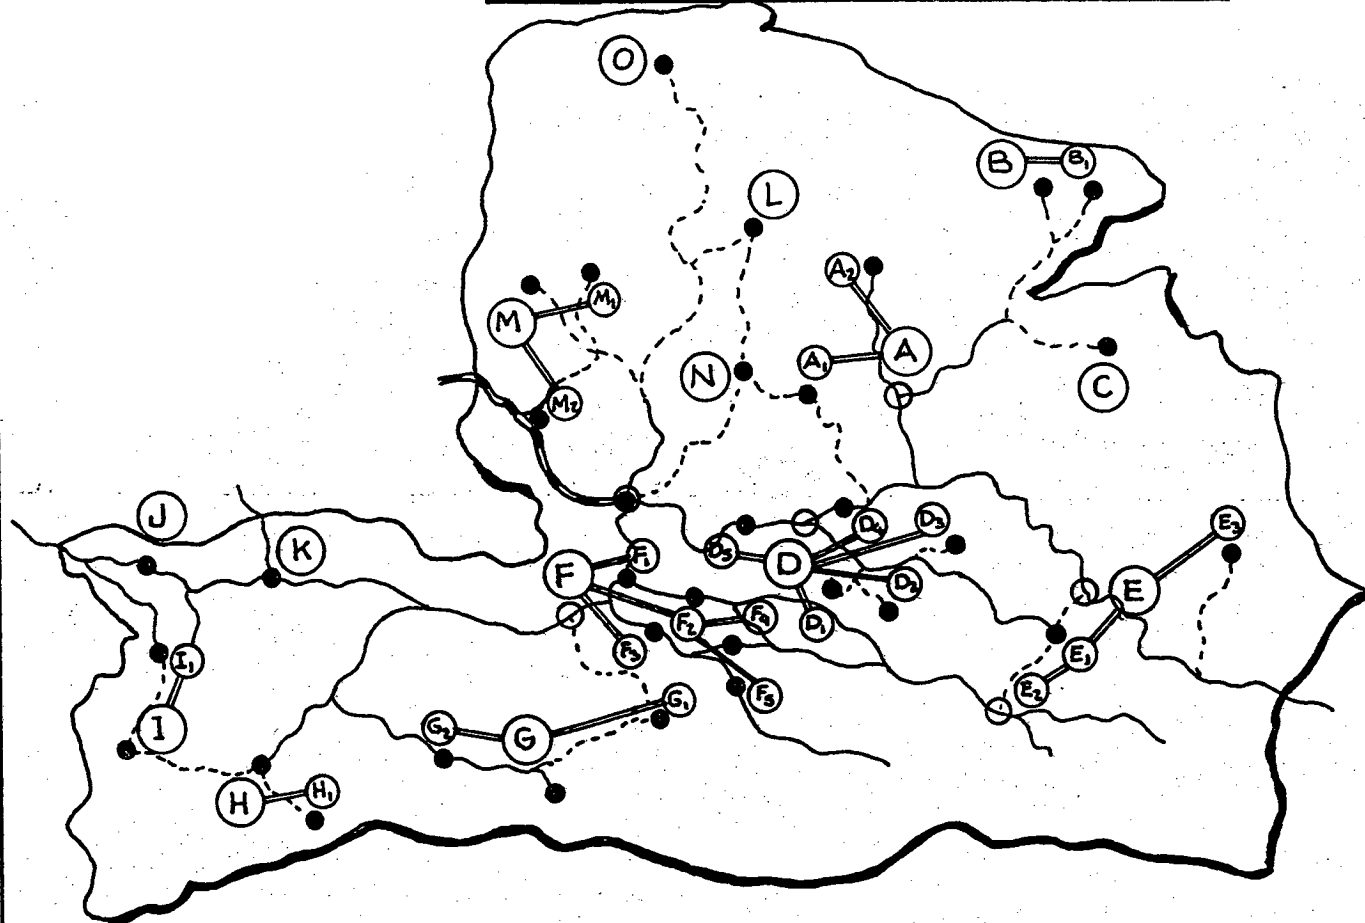 O
B B₁
L
A₂
M M₁
A₁ A
N
C
M₂
J
K
D₄ D₃
E₃
D₅ D
F F₁
D₂
E
F₂ F₄ D₁
F₃
E₁
I₁
E₂
F₅
G₁
I
G₂ G
H H₁